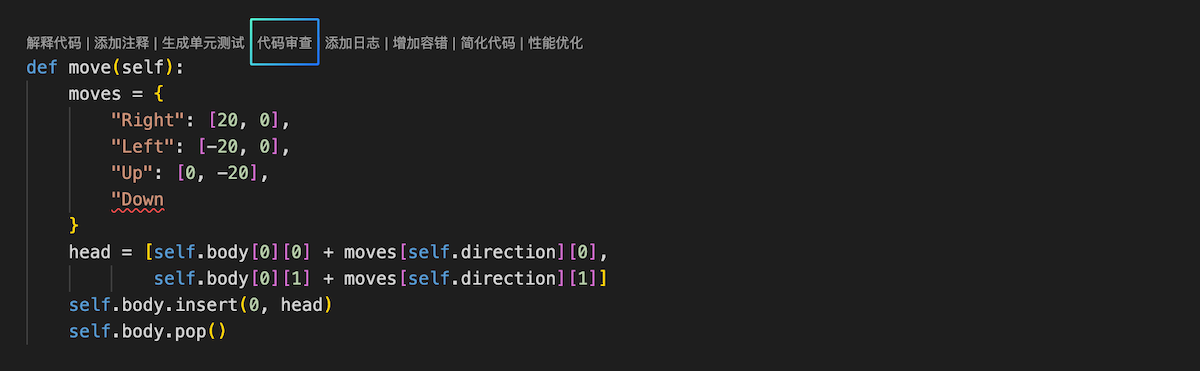 解释代码 | 添加注释 | 生成单元测试 代码审查 添加日志 | 增加容错 | 简化代码 | 性能优化
def move(self):
    moves = {
        "Right": [20, 0],
        "Left": [-20, 0],
        "Up": [0, -20],
        "Down
    }
    head = [self.body[0][0] + moves[self.direction][0],
            self.body[0][1] + moves[self.direction][1]]
    self.body.insert(0, head)
    self.body.pop()